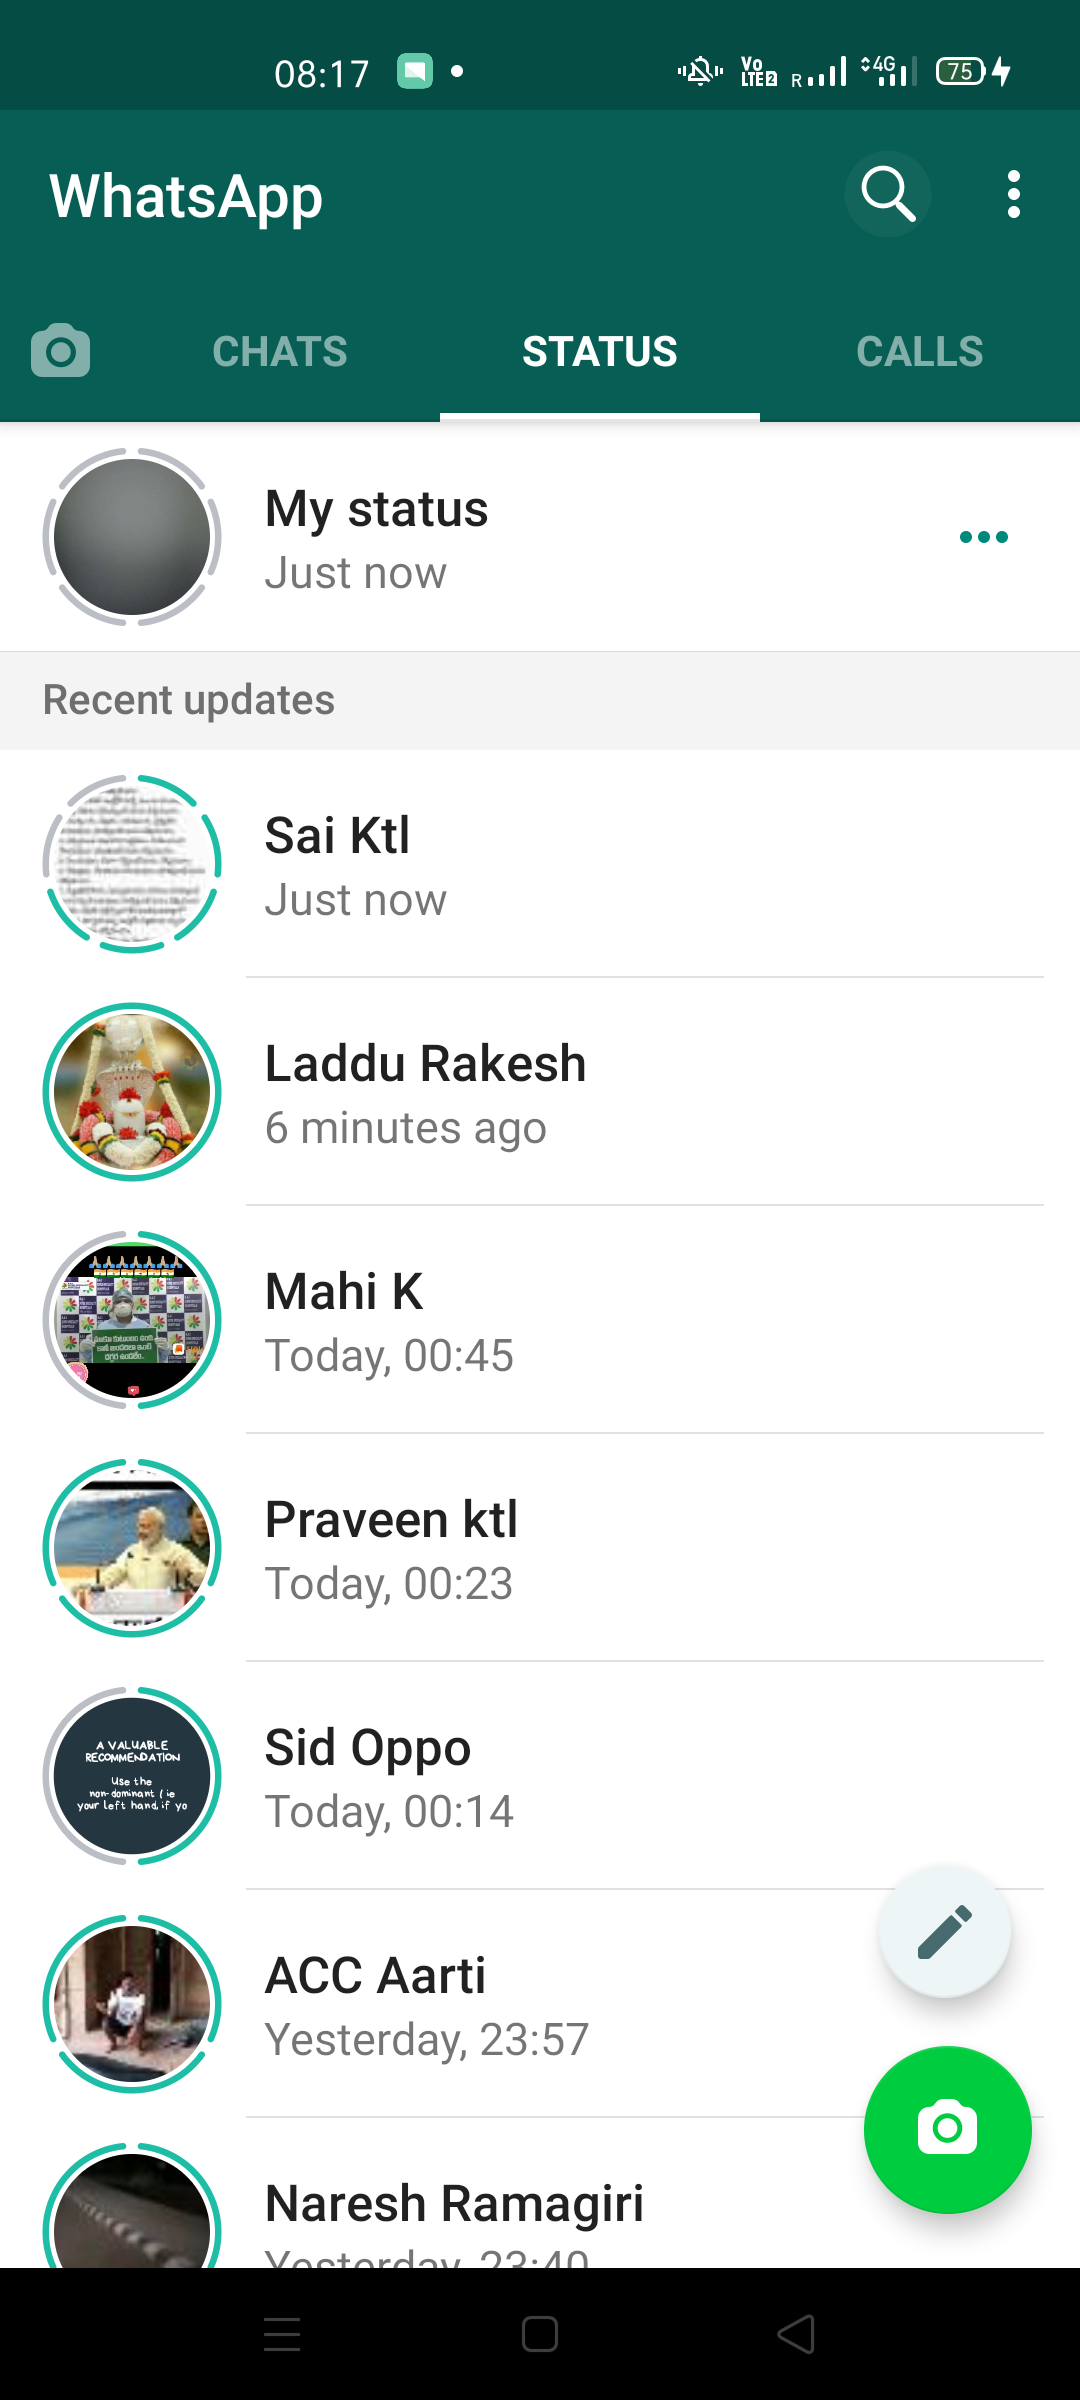 08:17
Vo
LTE2
R
4G
75
WhatsApp
CHATS
STATUS
CALLS
My status
Just now
Recent updates
Sai Ktl
Just now
Laddu Rakesh
6 minutes ago
Mahi K
Today, 00:45
Praveen ktl
Today, 00:23
A VALUABLE
RECOMMENDATION
Use the
non-dominant (ie
your left hand, if yo
Sid Oppo
Today, 00:14
ACC Aarti
Yesterday, 23:57
Naresh Ramagiri
Yesterday, 23:40